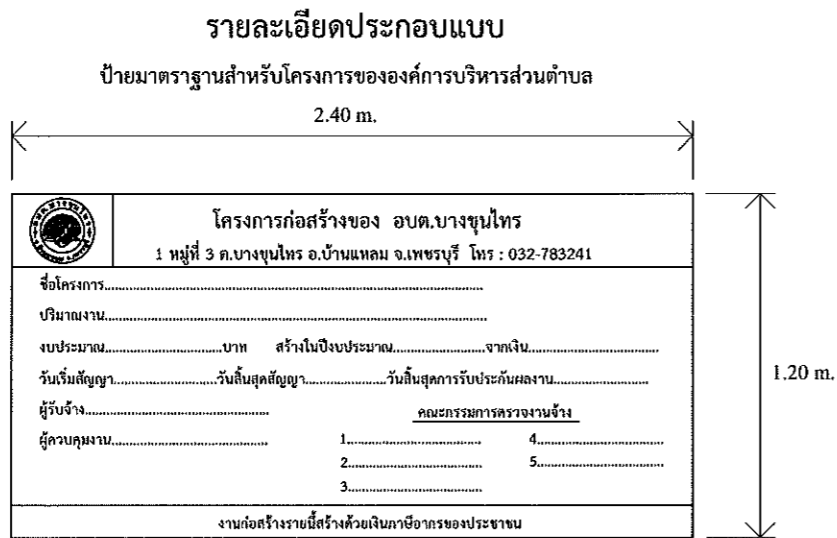 รายละเอียดประกอบแบบ
ป้ายมาตราฐานสำหรับโครงการขององค์การบริหารส่วนตำบล
2.40 m.
โครงการก่อสร้างของ อบต.บางขุนไทร
1 หมู่ที่ 3 ต.บางขุนไทร อ.บ้านแหลม จ.เพชรบุรี โทร : 032-783241
ชื่อโครงการ...............................................................
ปริมาณงาน...............................................................
งบประมาณ..............................บาท สร้างในปีงบประมาณ.......................จากเงิน.................................
วันเริ่มสัญญา..........................วันสิ้นสุดสัญญา....................วันสิ้นสุดการรับประกันผลงาน.......................
ผู้รับจ้าง............................................... คณะกรรมการตรวจงานจ้าง
ผู้ควบคุมงาน........................................ 1.................................. 4................................
2.................................. 5................................
3..................................
1.20 m.
งานก่อสร้างรายนี้สร้างด้วยเงินภาษีอากรของประชาชน